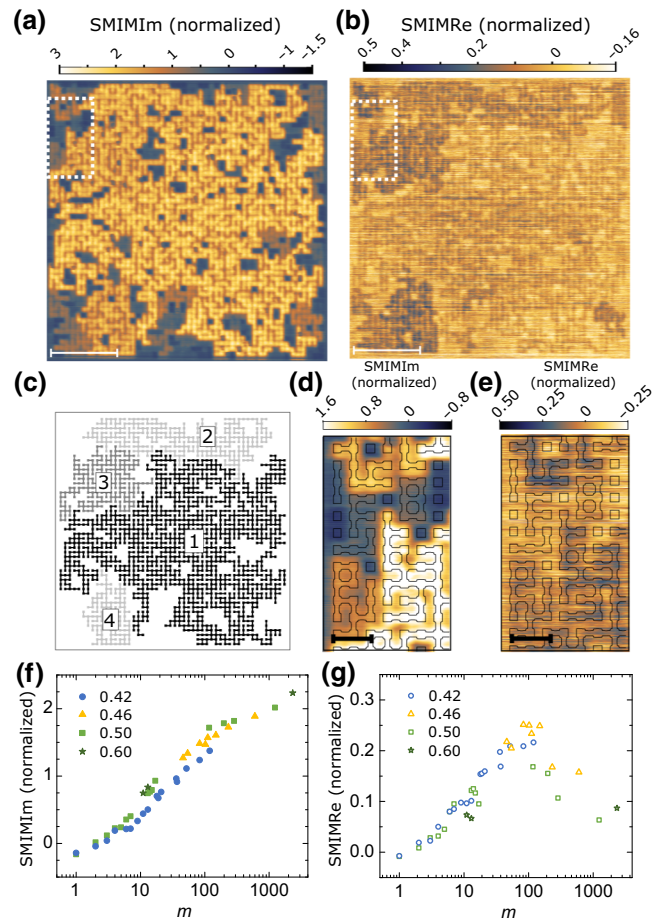 (a) SMIMIm (normalized)
3 2 1 0 −1 −1.5
(b) SMIMRe (normalized)
0.5 0.4 0.2 0 −0.16
(c)
2
3
1
4
(d) SMIMIm
(normalized)
1.6 0.8 0 −0.8
(e) SMIMRe
(normalized)
0.50 0.25 0 −0.25
(f)
SMIMIm (normalized)
2
1
0
0.42
0.46
0.50
0.60
1 10 100 1000
m
(g)
SMIMRe (normalized)
0.3
0.2
0.1
0.0
0.42
0.46
0.50
0.60
1 10 100 1000
m